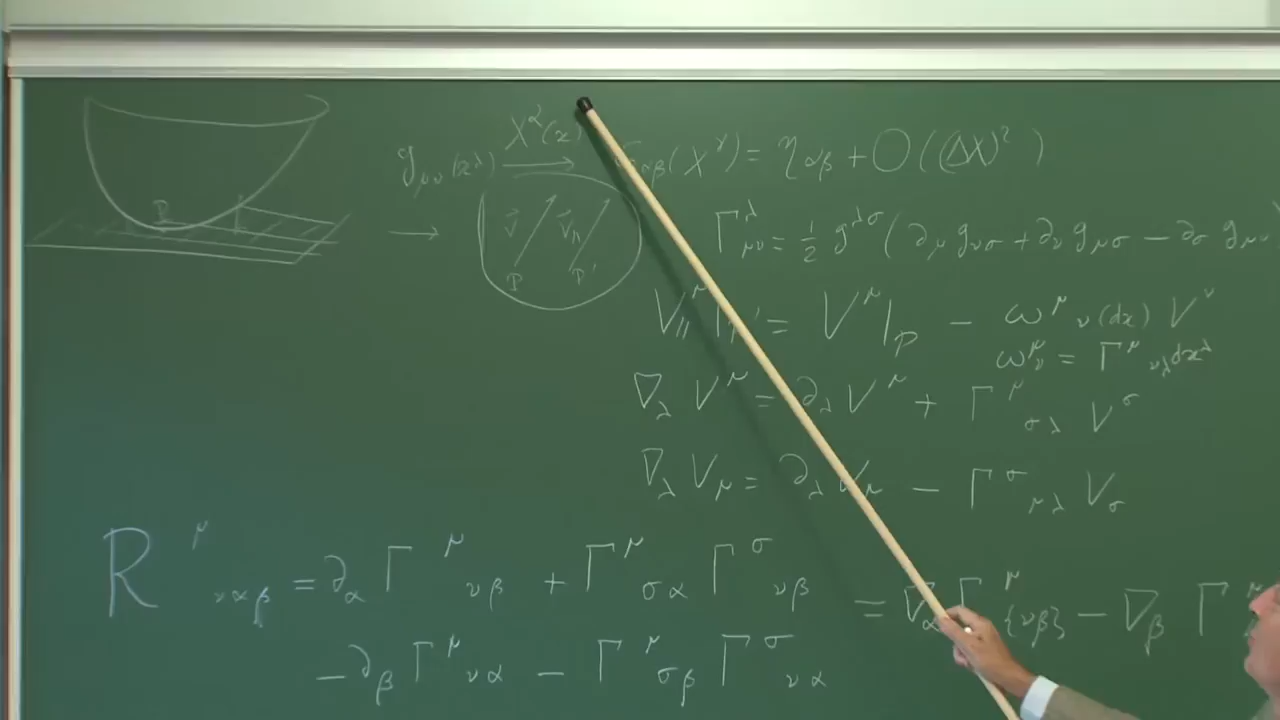 P
g_{μν}(x^λ) → X^α(x) G_{αβ}(X^γ) = η_{αβ} + O((ΔX)²)
→ V⃗ V⃗_{//} P P'
Γ^λ_{μν} = ½ g^{λσ}(∂_μ g_{νσ} + ∂_ν g_{μσ} − ∂_σ g_{μν}
V_{//}^μ|_{P'} = V^μ|_P − ω^μ_ν(dx) V^ν
ω^μ_ν = Γ^μ_{νλ} dx^λ
∇_λ V^μ = ∂_λ V^μ + Γ^μ_{σλ} V^σ
∇_λ V_μ = ∂_λ V_μ − Γ^σ_{μλ} V_σ
R^μ_{ναβ} = ∂_α Γ^μ_{νβ} + Γ^μ_{σα} Γ^σ_{νβ} = ∇_α Γ^μ_{{νβ}} − ∇_β Γ^μ
− ∂_β Γ^μ_{να} − Γ^μ_{σβ} Γ^σ_{να}